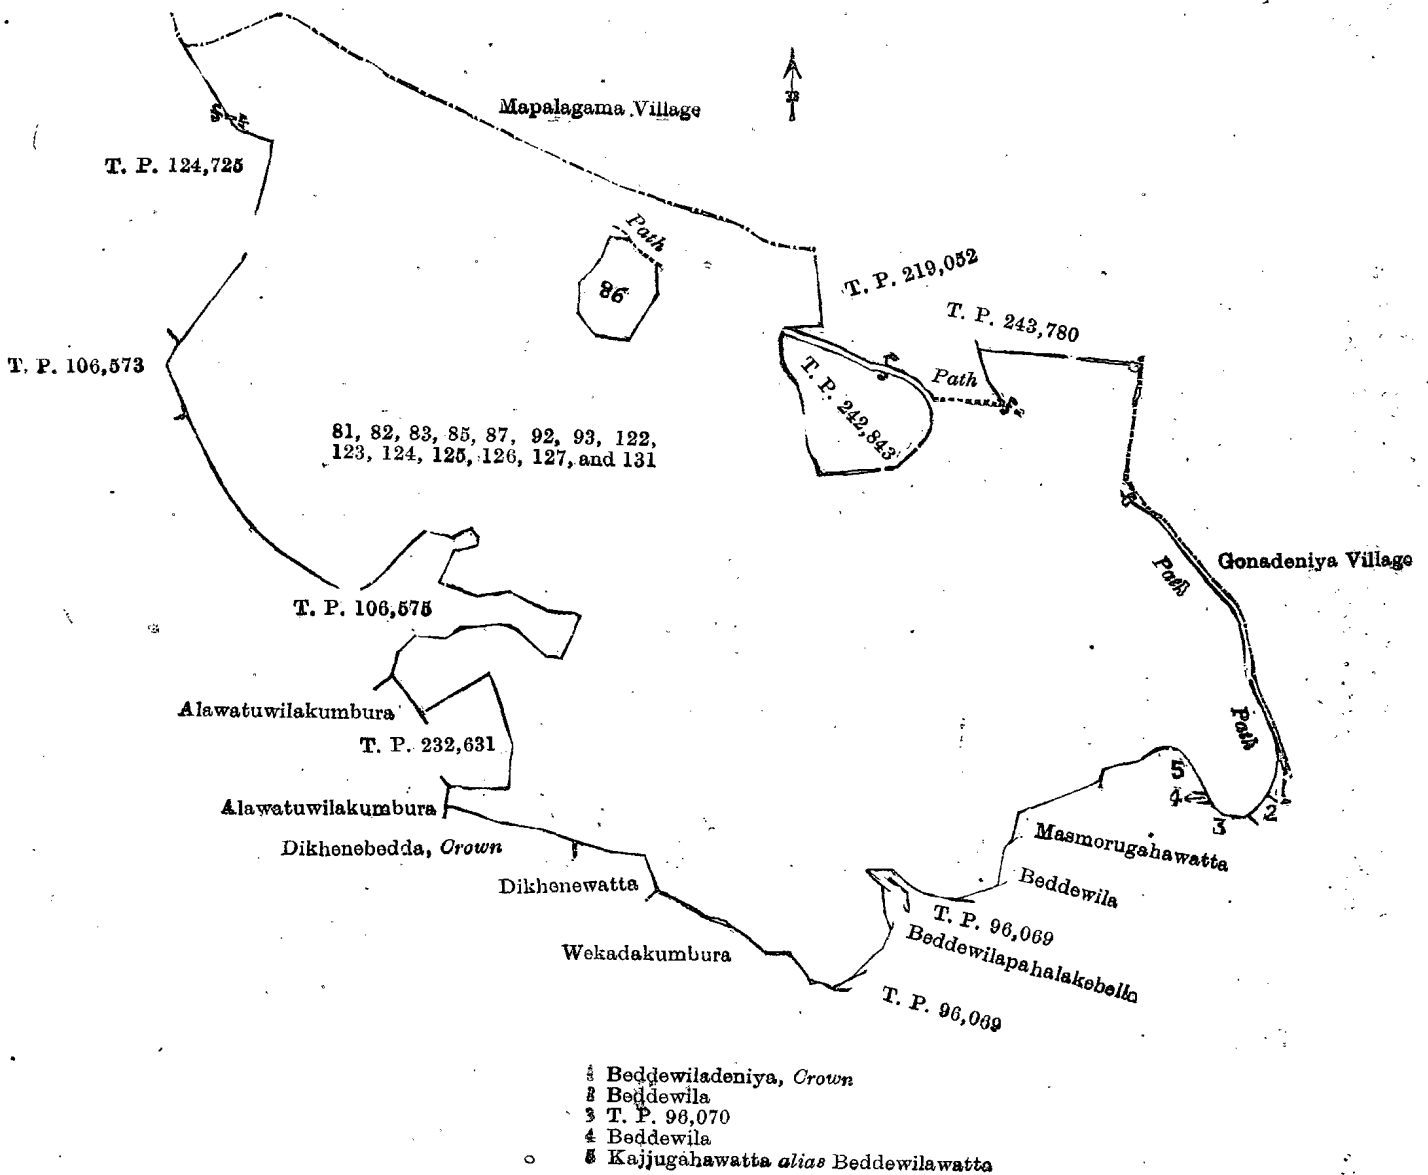 Mapalagama Village
T. P. 124,725
Path
86
T. P. 219,052
T. P. 243,780
T. P. 106,573
Path
T. P. 242,843
81, 82, 83, 85, 87, 92, 93, 122,
123, 124, 125, 126, 127, and 131
Gonadeniya Village
Path
T. P. 106,575
Alawatuwilakumbura
Path
T. P. 232,631
5
4
3
2
Alawatuwilakumbura
Masmorugahawatta
Dikhenebedda, Crown
Beddewila
Dikhenewatta
T. P. 96,069
Beddewilapahalakebella
Wekadakumbura
T. P. 96,069
1 Beddewiladeniya, Crown
2 Beddewila
3 T. P. 96,070
4 Beddewila
5 Kajjugahawatta alias Beddewilawatta